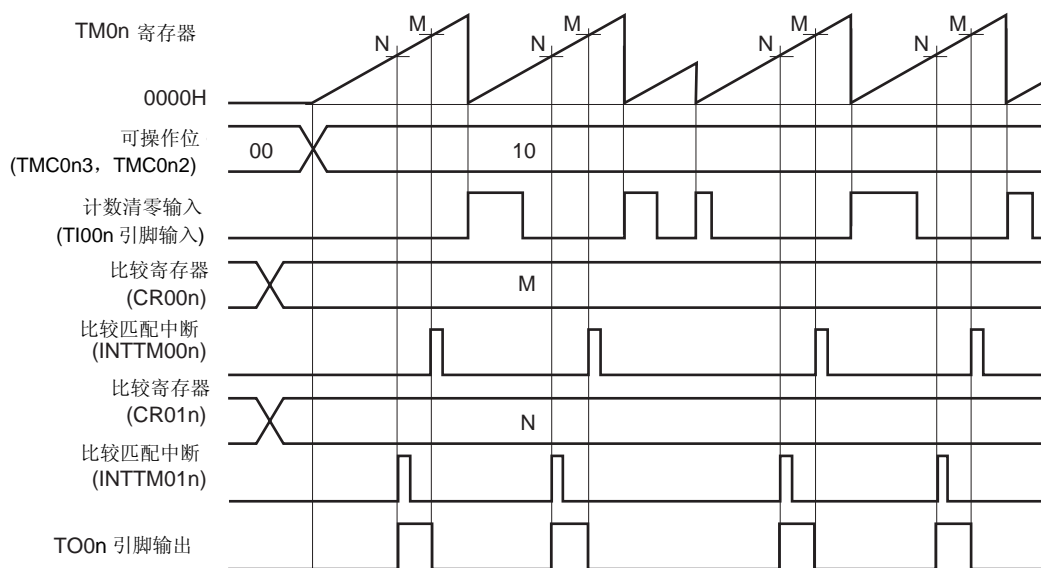 TM0n 寄存器
N M N M N M N M
0000H
可操作位
(TMC0n3，TMC0n2)
00 10
计数清零输入
(TI00n 引脚输入)
比较寄存器
(CR00n)
M
比较匹配中断
(INTTM00n)
比较寄存器
(CR01n)
N
比较匹配中断
(INTTM01n)
TO0n 引脚输出